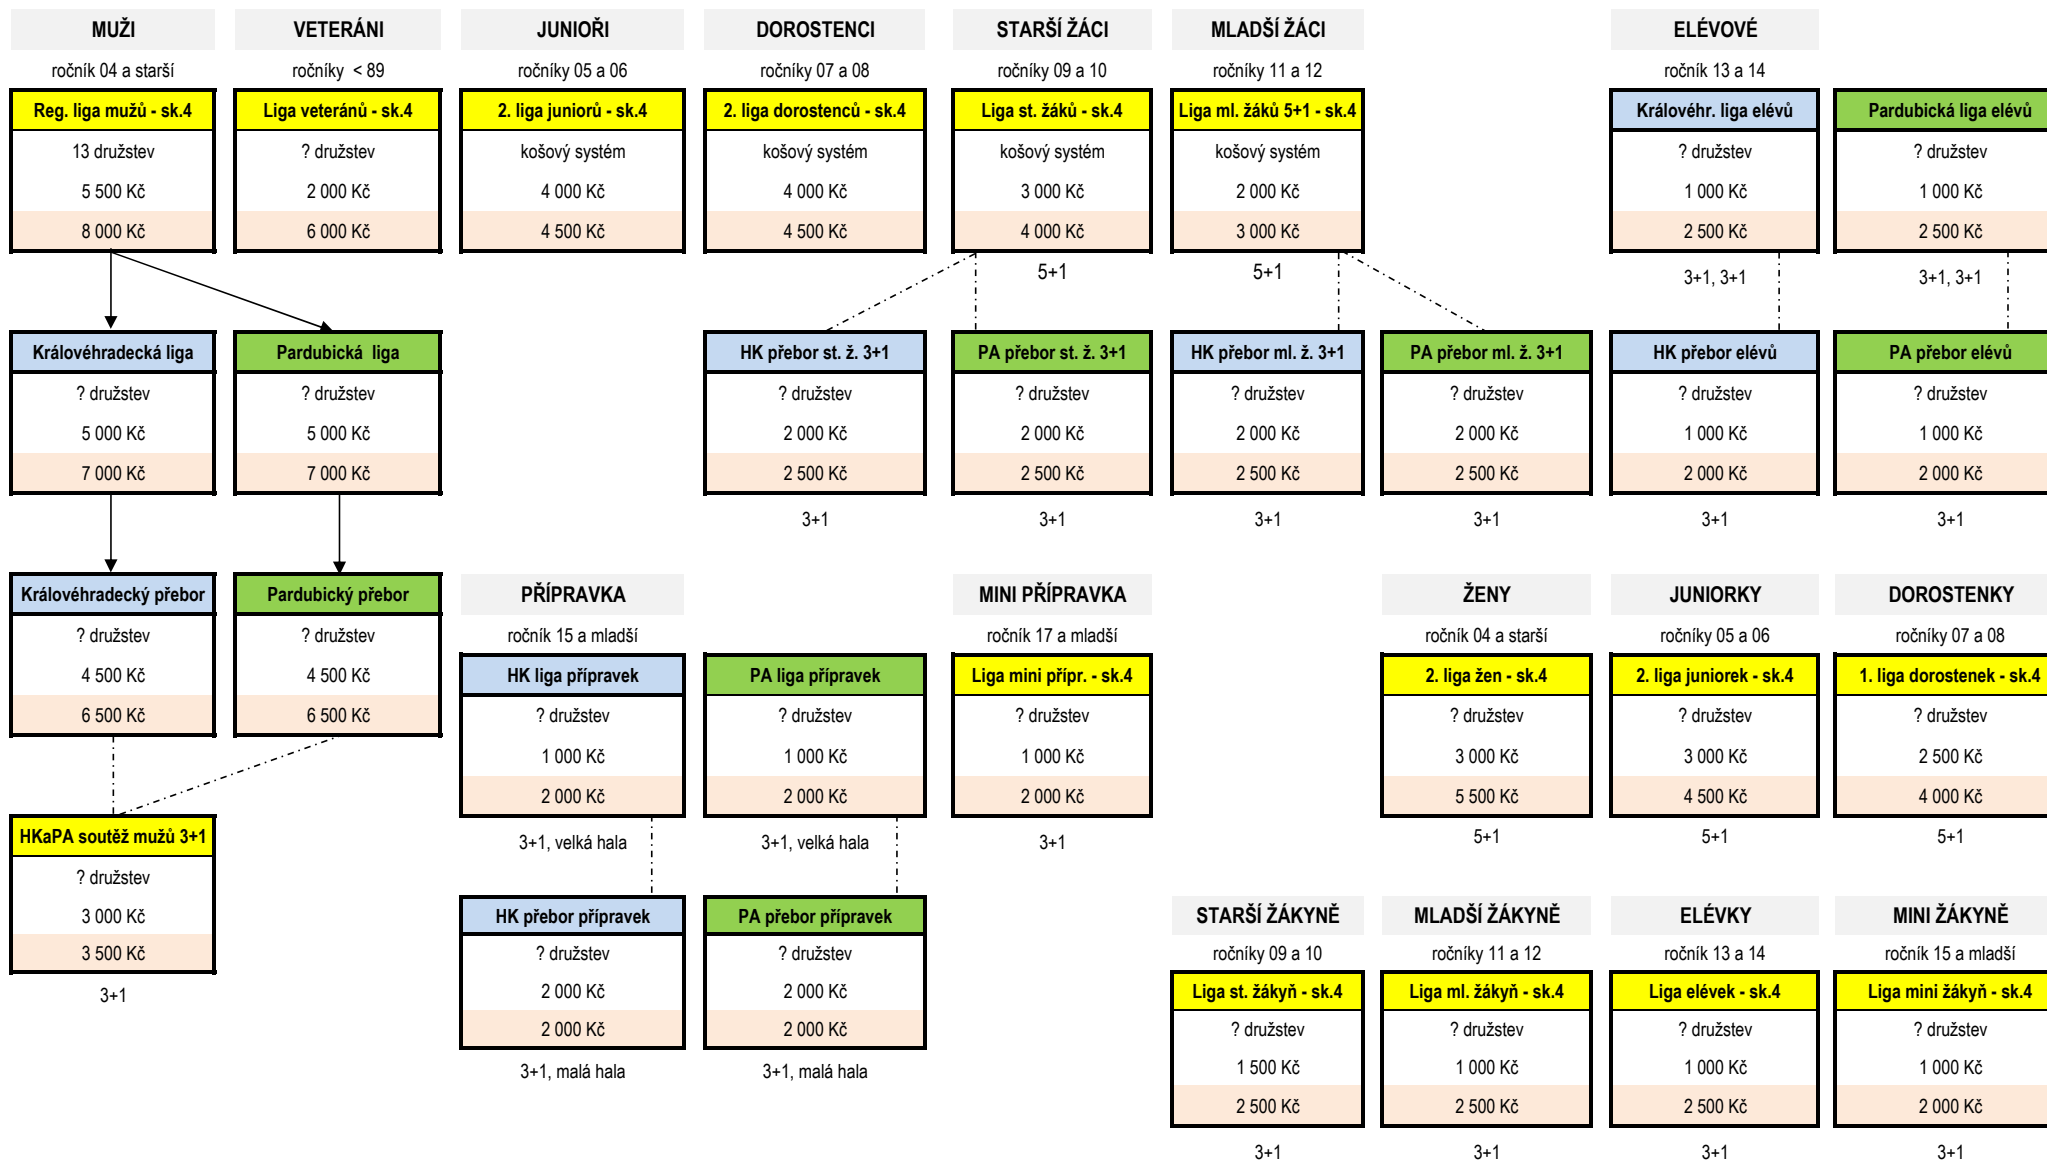 MUŽI
VETERÁNI
JUNIOŘI
DOROSTENCI
STARŠÍ ŽÁCI
MLADŠÍ ŽÁCI
ELÉVOVÉ
ročník 04 a starší
ročníky < 89
ročníky 05 a 06
ročníky 07 a 08
ročníky 09 a 10
ročníky 11 a 12
ročník 13 a 14
Reg. liga mužů - sk.4
Liga veteránů - sk.4
2. liga juniorů - sk.4
2. liga dorostenců - sk.4
Liga st. žáků - sk.4
Liga ml. žáků 5+1 - sk.4
Královéhr. liga elévů
Pardubická liga elévů
13 družstev
? družstev
košový systém
košový systém
košový systém
košový systém
? družstev
? družstev
5 500 Kč
2 000 Kč
4 000 Kč
4 000 Kč
3 000 Kč
2 000 Kč
1 000 Kč
1 000 Kč
8 000 Kč
6 000 Kč
4 500 Kč
4 500 Kč
4 000 Kč
3 000 Kč
2 500 Kč
2 500 Kč
5+1
5+1
3+1, 3+1
3+1, 3+1
Královéhradecká liga
Pardubická liga
HK přebor st. ž. 3+1
PA přebor st. ž. 3+1
HK přebor ml. ž. 3+1
PA přebor ml. ž. 3+1
HK přebor elévů
PA přebor elévů
? družstev
? družstev
? družstev
? družstev
? družstev
? družstev
? družstev
? družstev
5 000 Kč
5 000 Kč
2 000 Kč
2 000 Kč
2 000 Kč
2 000 Kč
1 000 Kč
1 000 Kč
7 000 Kč
7 000 Kč
2 500 Kč
2 500 Kč
2 500 Kč
2 500 Kč
2 000 Kč
2 000 Kč
3+1
3+1
3+1
3+1
3+1
3+1
Královéhradecký přebor
Pardubický přebor
PŘÍPRAVKA
MINI PŘÍPRAVKA
ŽENY
JUNIORKY
DOROSTENKY
? družstev
? družstev
ročník 15 a mladší
ročník 17 a mladší
ročník 04 a starší
ročníky 05 a 06
ročníky 07 a 08
4 500 Kč
4 500 Kč
HK liga přípravek
PA liga přípravek
Liga mini přípr. - sk.4
2. liga žen - sk.4
2. liga juniorek - sk.4
1. liga dorostenek - sk.4
6 500 Kč
6 500 Kč
? družstev
? družstev
? družstev
? družstev
? družstev
? družstev
1 000 Kč
1 000 Kč
1 000 Kč
3 000 Kč
3 000 Kč
2 500 Kč
2 000 Kč
2 000 Kč
2 000 Kč
5 500 Kč
4 500 Kč
4 000 Kč
HKaPA soutěž mužů 3+1
3+1, velká hala
3+1, velká hala
3+1
5+1
5+1
5+1
? družstev
3 000 Kč
3 500 Kč
3+1
HK přebor přípravek
PA přebor přípravek
? družstev
? družstev
2 000 Kč
2 000 Kč
2 000 Kč
2 000 Kč
3+1, malá hala
3+1, malá hala
STARŠÍ ŽÁKYNĚ
MLADŠÍ ŽÁKYNĚ
ELÉVKY
MINI ŽÁKYNĚ
ročníky 09 a 10
ročníky 11 a 12
ročník 13 a 14
ročník 15 a mladší
Liga st. žákyň - sk.4
Liga ml. žákyň - sk.4
Liga elévek - sk.4
Liga mini žákyň - sk.4
? družstev
? družstev
? družstev
? družstev
1 500 Kč
1 000 Kč
1 000 Kč
1 000 Kč
2 500 Kč
2 500 Kč
2 500 Kč
2 000 Kč
3+1
3+1
3+1
3+1